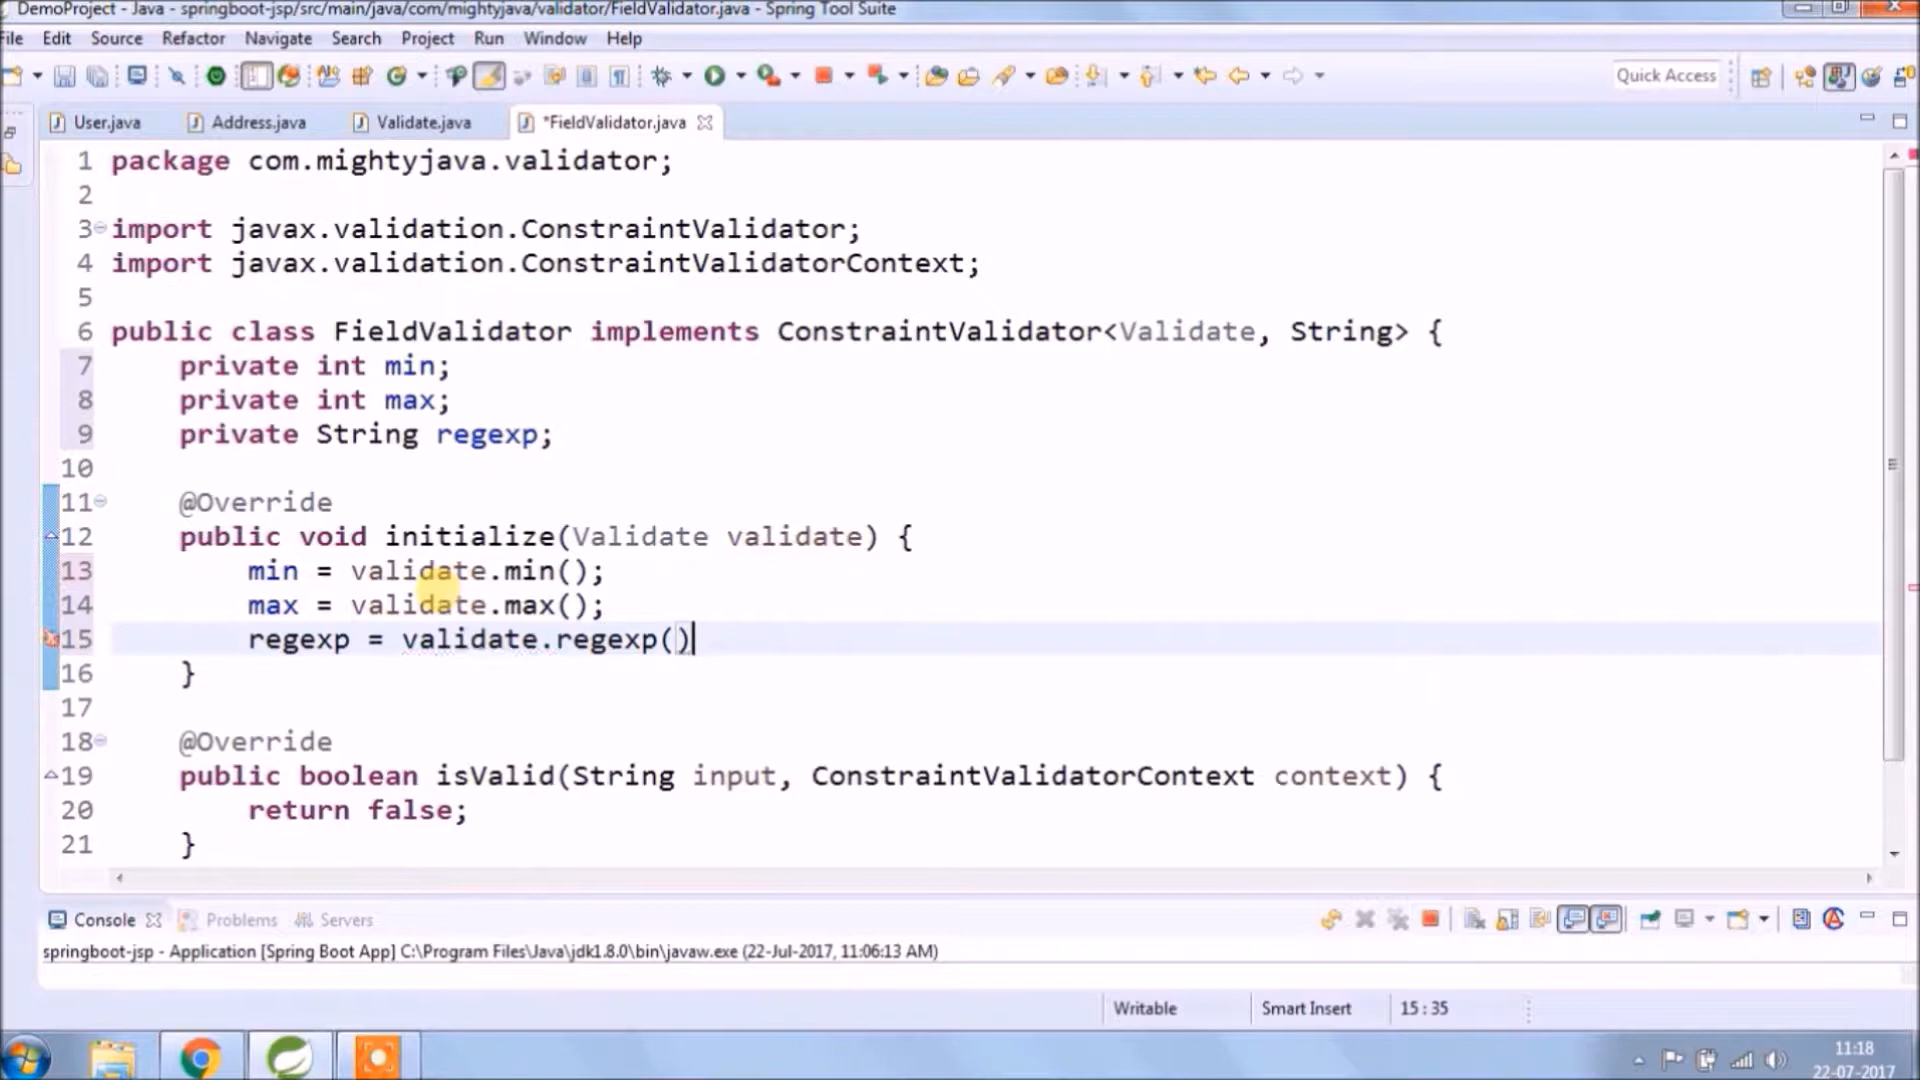 DemoProject - Java - springboot-jsp/src/main/java/com/mightyjava/validator/FieldValidator.java - Spring Tool Suite
File Edit Source Refactor Navigate Search Project Run Window Help
Quick Access
User.java Address.java Validate.java *FieldValidator.java
1 package com.mightyjava.validator;
2
3 import javax.validation.ConstraintValidator;
4 import javax.validation.ConstraintValidatorContext;
5
6 public class FieldValidator implements ConstraintValidator<Validate, String> {
7 private int min;
8 private int max;
9 private String regexp;
10
11 @Override
12 public void initialize(Validate validate) {
13 min = validate.min();
14 max = validate.max();
15 regexp = validate.regexp()
16 }
17
18 @Override
19 public boolean isValid(String input, ConstraintValidatorContext context) {
20 return false;
21 }
Console Problems Servers
springboot-jsp - Application [Spring Boot App] C:\Program Files\Java\jdk1.8.0\bin\javaw.exe (22-Jul-2017, 11:06:13 AM)
Writable Smart Insert 15 : 35
11:18
22-07-2017